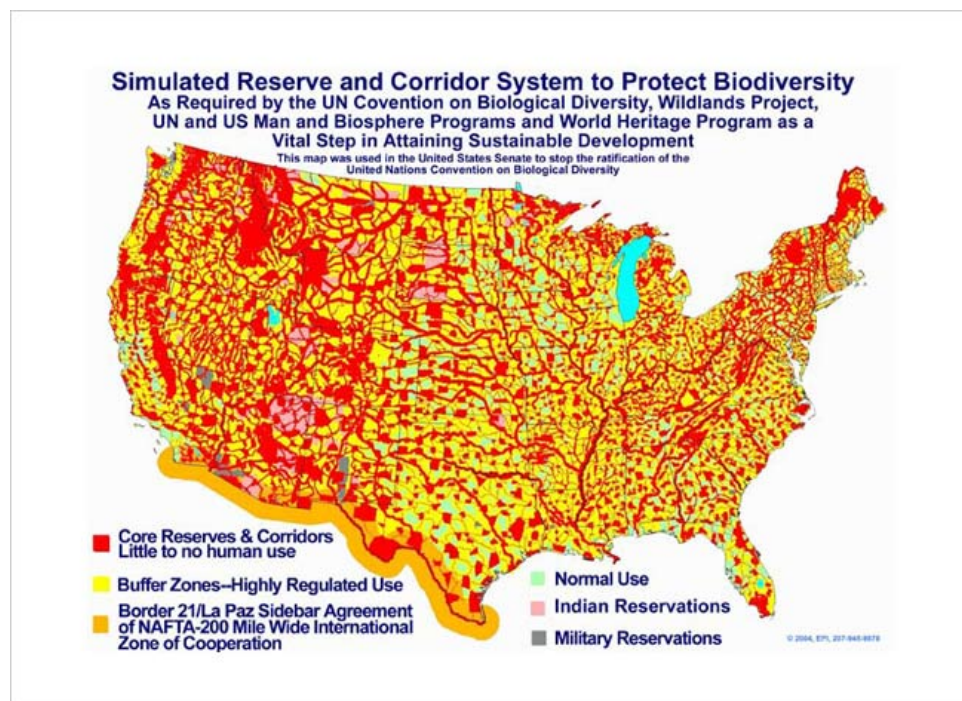 Simulated Reserve and Corridor System to Protect Biodiversity
As Required by the UN Covention on Biological Diversity, Wildlands Project,
UN and US Man and Biosphere Programs and World Heritage Program as a
Vital Step in Attaining Sustainable Development
This map was used in the United States Senate to stop the ratification of the
United Nations Convention on Biological Diversity
Core Reserves & Corridors
Little to no human use
Buffer Zones--Highly Regulated Use
Border 21/La Paz Sidebar Agreement
of NAFTA-200 Mile Wide International
Zone of Cooperation
Normal Use
Indian Reservations
Military Reservations
© 2004, EPI,